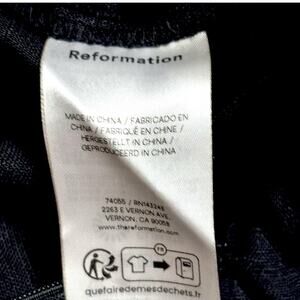 Reformation
MADE IN CHINA / FABRICADO EN
CHINA / FABRIQUÉ EN CHINE /
HERGESTELLT IN CHINA /
GEPRODUCEERD IN CHINA
74055 / RN143246
2263 E VERNON AVE.
VERNON, CA 90058
www.thereformation.com
FR
quefairedemesdechets.fr